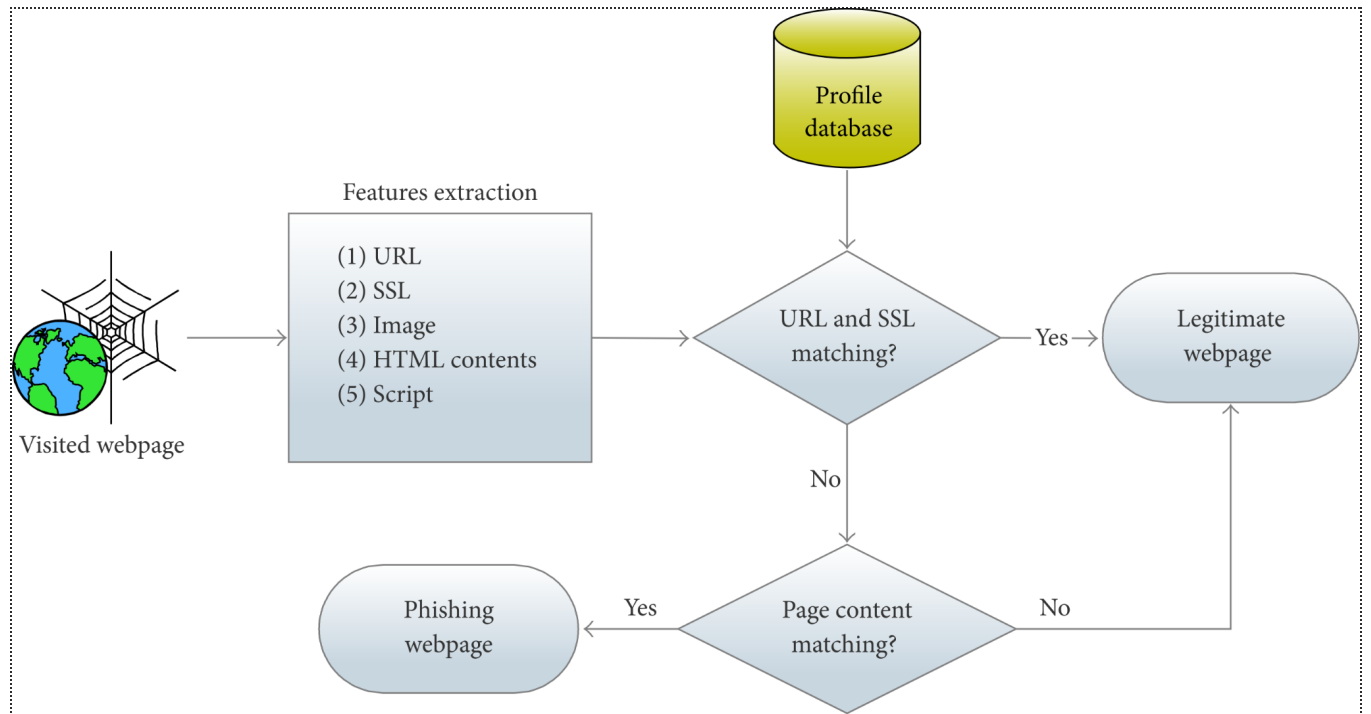 Profile
database
Features extraction
(1) URL
(2) SSL
(3) Image
(4) HTML contents
(5) Script
Visited webpage
URL and SSL
matching?
Yes
Legitimate
webpage
No
Phishing
webpage
Yes
Page content
matching?
No